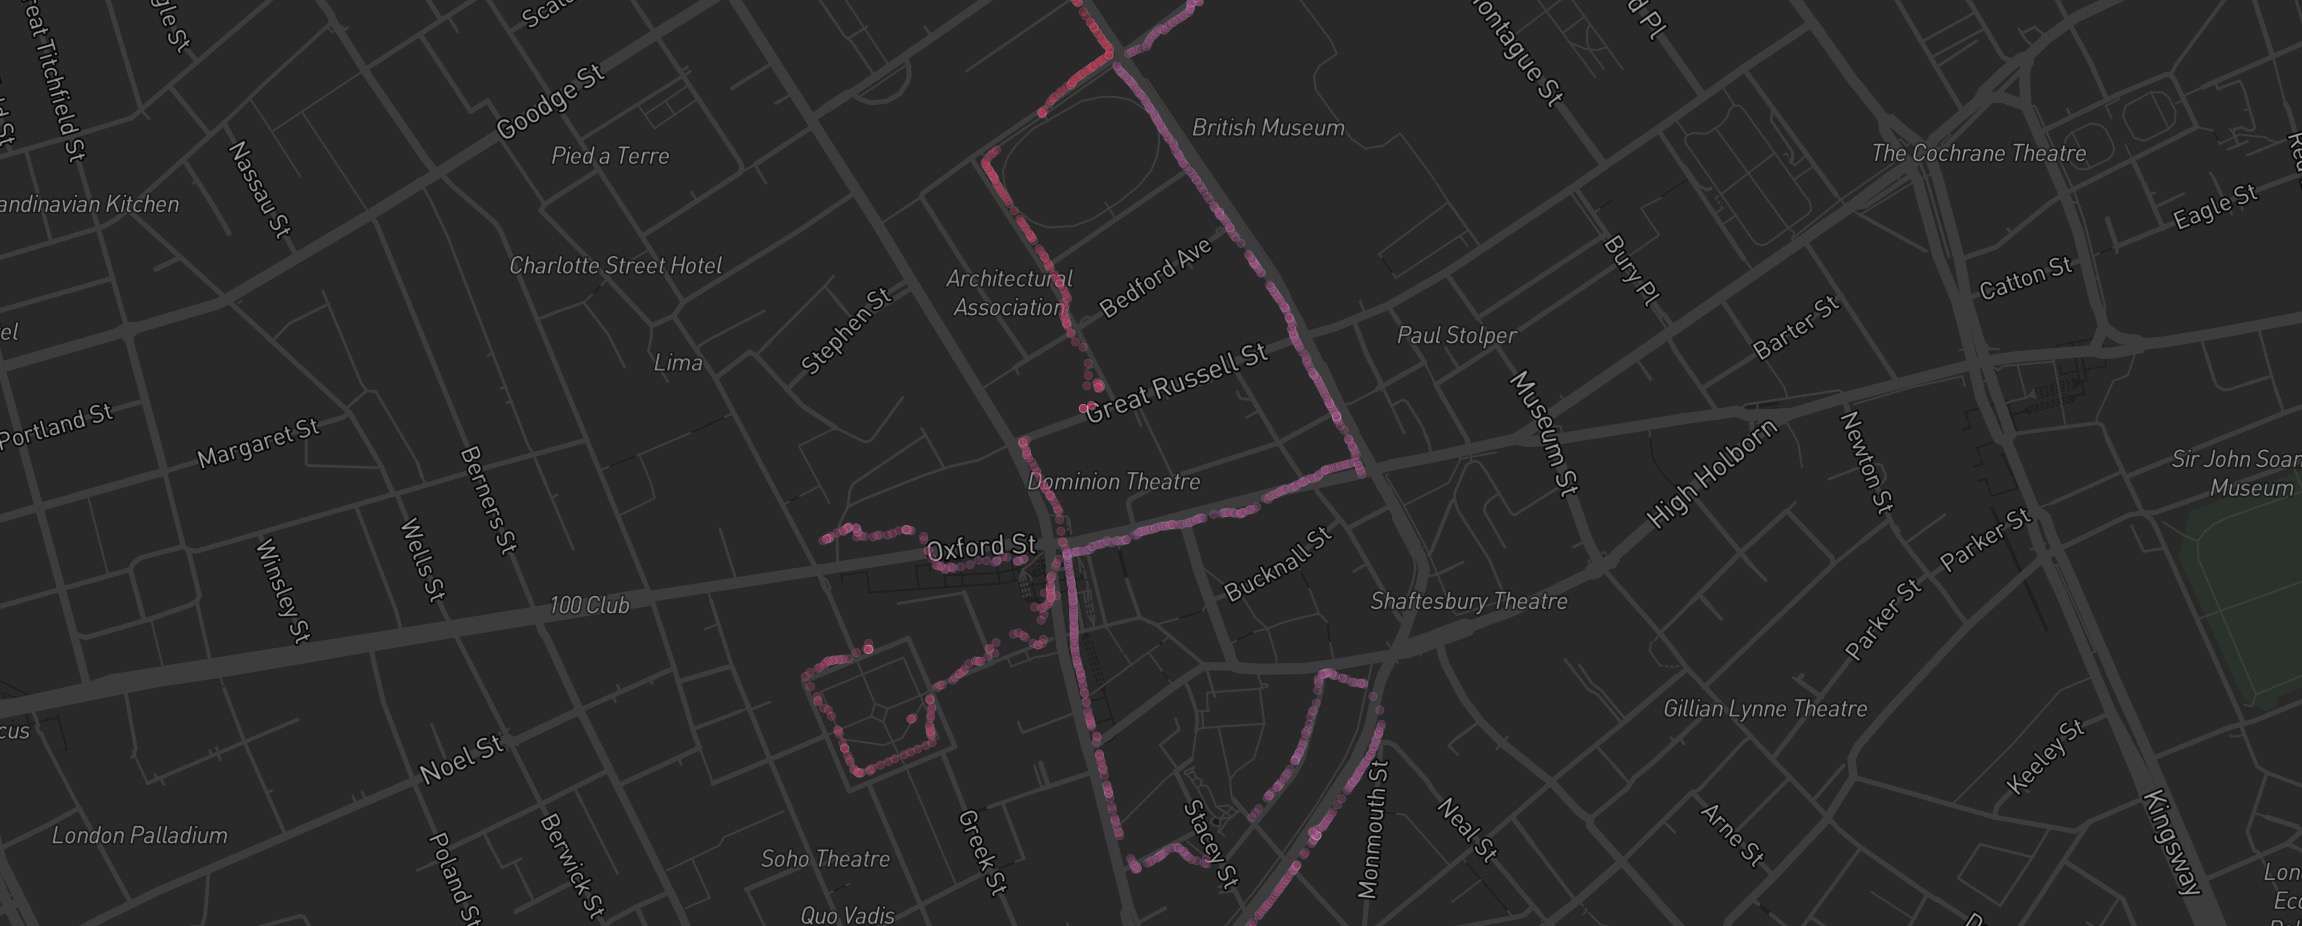 Goodge St
Pied a Terre
Nassau St
andinavian Kitchen
Charlotte Street Hotel
Lima
Stephen St
Architectural
Association
Bedford Ave
British Museum
Great Russell St
Dominion Theatre
Paul Stolper
Bury Pl
Museum St
Barter St
High Holborn
Newton St
The Cochrane Theatre
Eagle St
Catton St
Sir John Soan
Museum
Parker St
Parker St
Portland St
Margaret St
Berners St
Wells St
Winsley St
Oxford St
100 Club
Bucknall St
Shaftesbury Theatre
Gillian Lynne Theatre
Keeley St
Kingsway
Arne St
Neal St
Monmouth St
Stacey St
Greek St
Soho Theatre
Quo Vadis
Noel St
London Palladium
Poland St
Berwick St
eat Titchfield St
gle St
ontague St
d Pl
el
cus
Lon
Ec